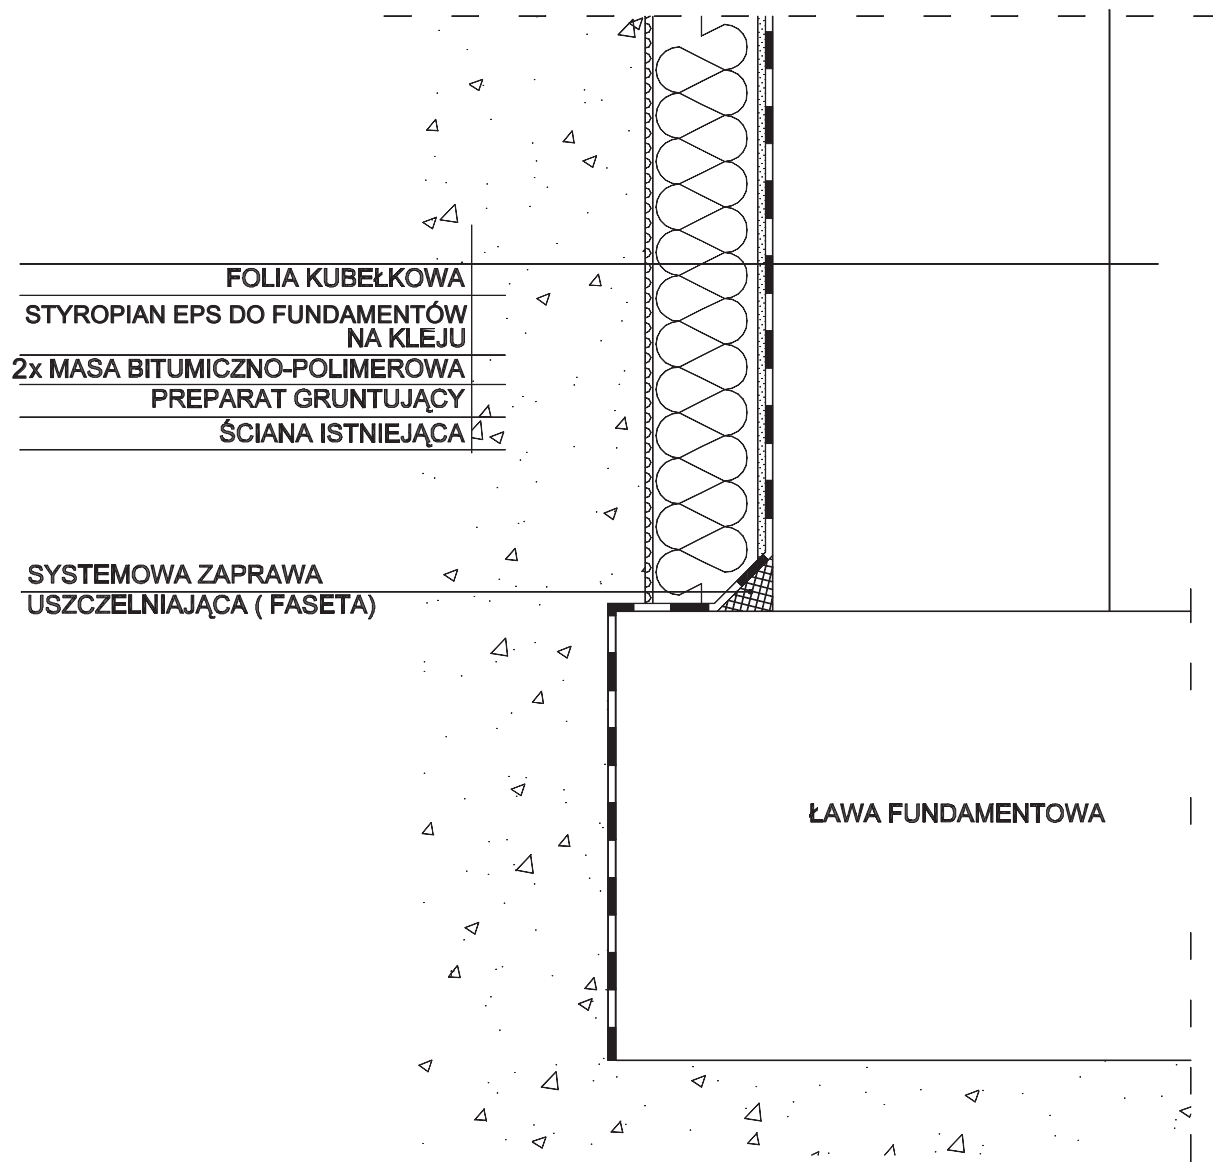 FOLIA KUBEŁKOWA
STYROPIAN EPS DO FUNDAMENTÓW
NA KLEJU
2x MASA BITUMICZNO-POLIMEROWA
PREPARAT GRUNTUJĄCY
ŚCIANA ISTNIEJĄCA
SYSTEMOWA ZAPRAWA
USZCZELNIAJĄCA ( FASETA)
ŁAWA FUNDAMENTOWA